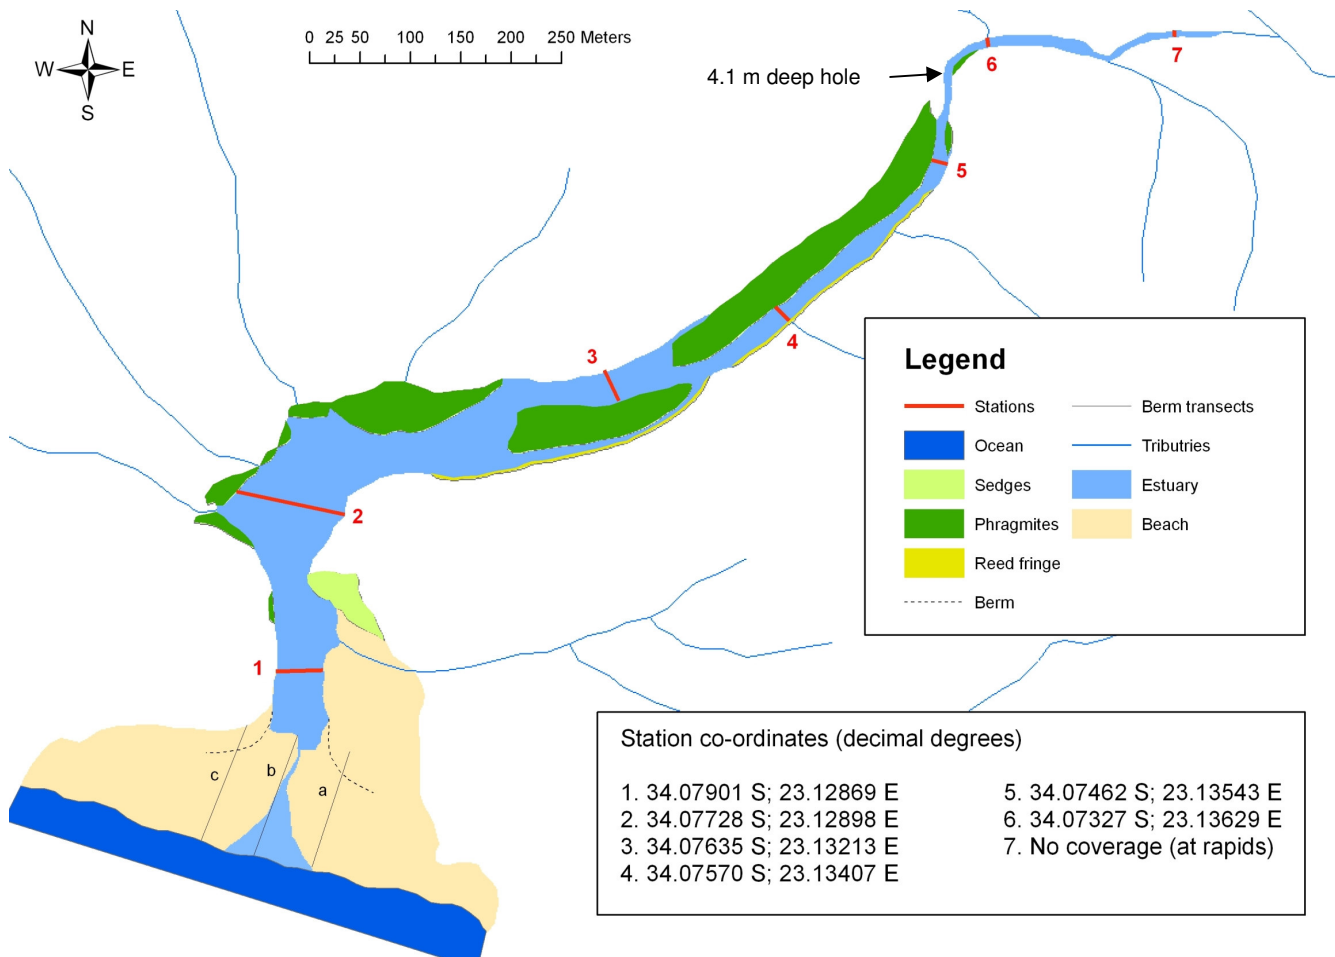 N
W E
S
0 25 50 100 150 200 250 Meters
4.1 m deep hole
6
7
5
4
3
2
1
c
b
a
Legend
Stations
Ocean
Sedges
Phragmites
Reed fringe
Berm
Berm transects
Tributries
Estuary
Beach
Station co-ordinates (decimal degrees)
1. 34.07901 S; 23.12869 E
2. 34.07728 S; 23.12898 E
3. 34.07635 S; 23.13213 E
4. 34.07570 S; 23.13407 E
5. 34.07462 S; 23.13543 E
6. 34.07327 S; 23.13629 E
7. No coverage (at rapids)